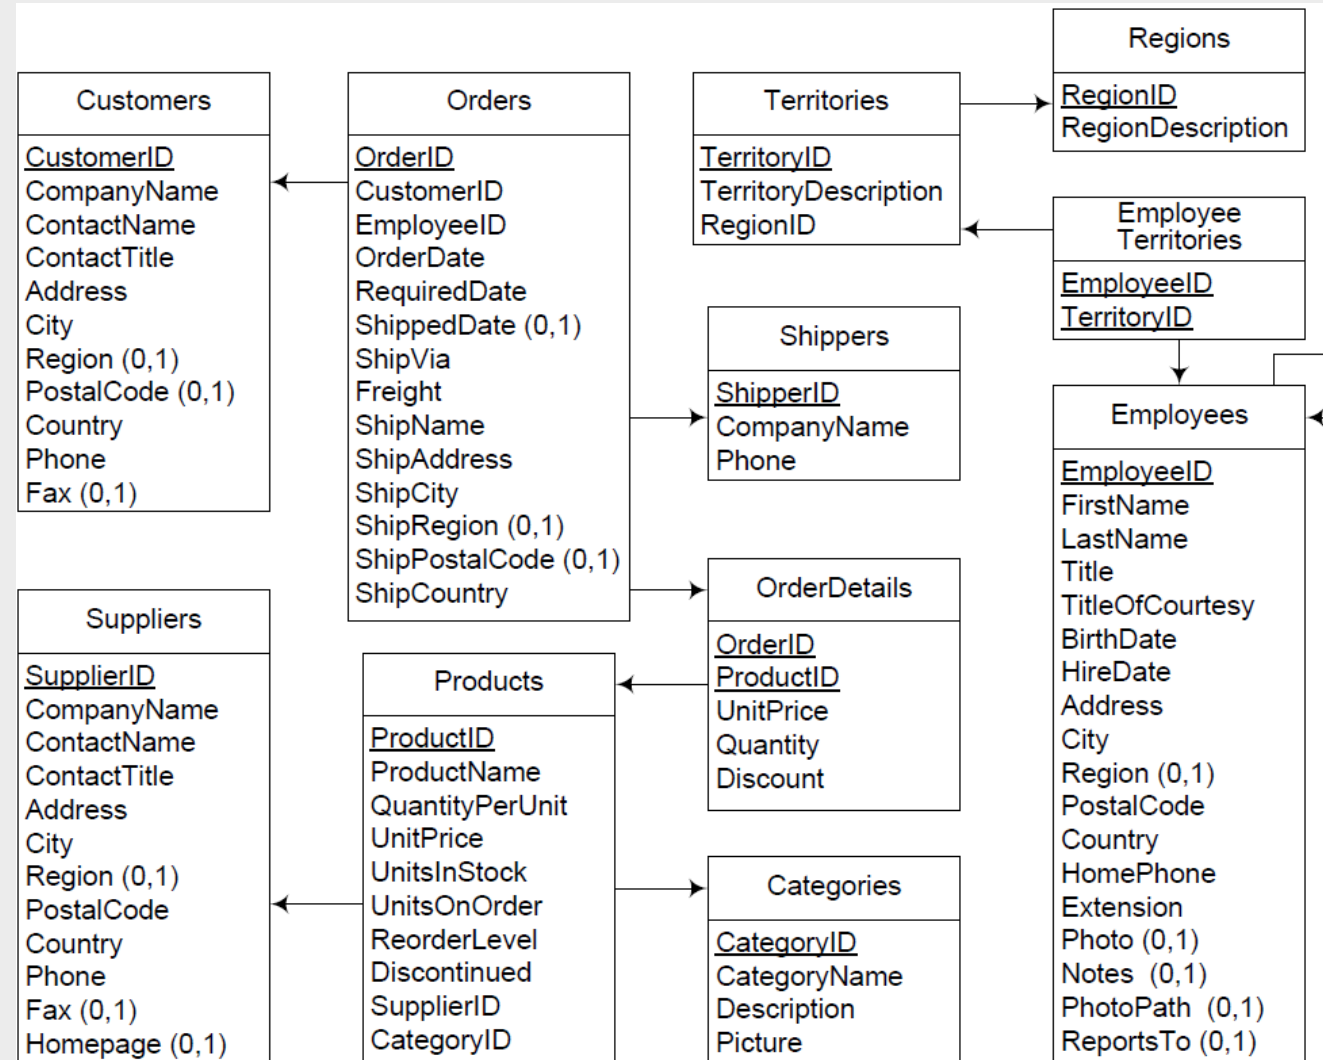 Customers
CustomerID
CompanyName
ContactName
ContactTitle
Address
City
Region (0,1)
PostalCode (0,1)
Country
Phone
Fax (0,1)
Orders
OrderID
CustomerID
EmployeeID
OrderDate
RequiredDate
ShippedDate (0,1)
ShipVia
Freight
ShipName
ShipAddress
ShipCity
ShipRegion (0,1)
ShipPostalCode (0,1)
ShipCountry
Territories
TerritoryID
TerritoryDescription
RegionID
Regions
RegionID
RegionDescription
Employee
Territories
EmployeeID
TerritoryID
Shippers
ShipperID
CompanyName
Phone
Employees
EmployeeID
FirstName
LastName
Title
TitleOfCourtesy
BirthDate
HireDate
Address
City
Region (0,1)
PostalCode
Country
HomePhone
Extension
Photo (0,1)
Notes (0,1)
PhotoPath (0,1)
ReportsTo (0,1)
Suppliers
SupplierID
CompanyName
ContactName
ContactTitle
Address
City
Region (0,1)
PostalCode
Country
Phone
Fax (0,1)
Homepage (0,1)
Products
ProductID
ProductName
QuantityPerUnit
UnitPrice
UnitsInStock
UnitsOnOrder
ReorderLevel
Discontinued
SupplierID
CategoryID
OrderDetails
OrderID
ProductID
UnitPrice
Quantity
Discount
Categories
CategoryID
CategoryName
Description
Picture